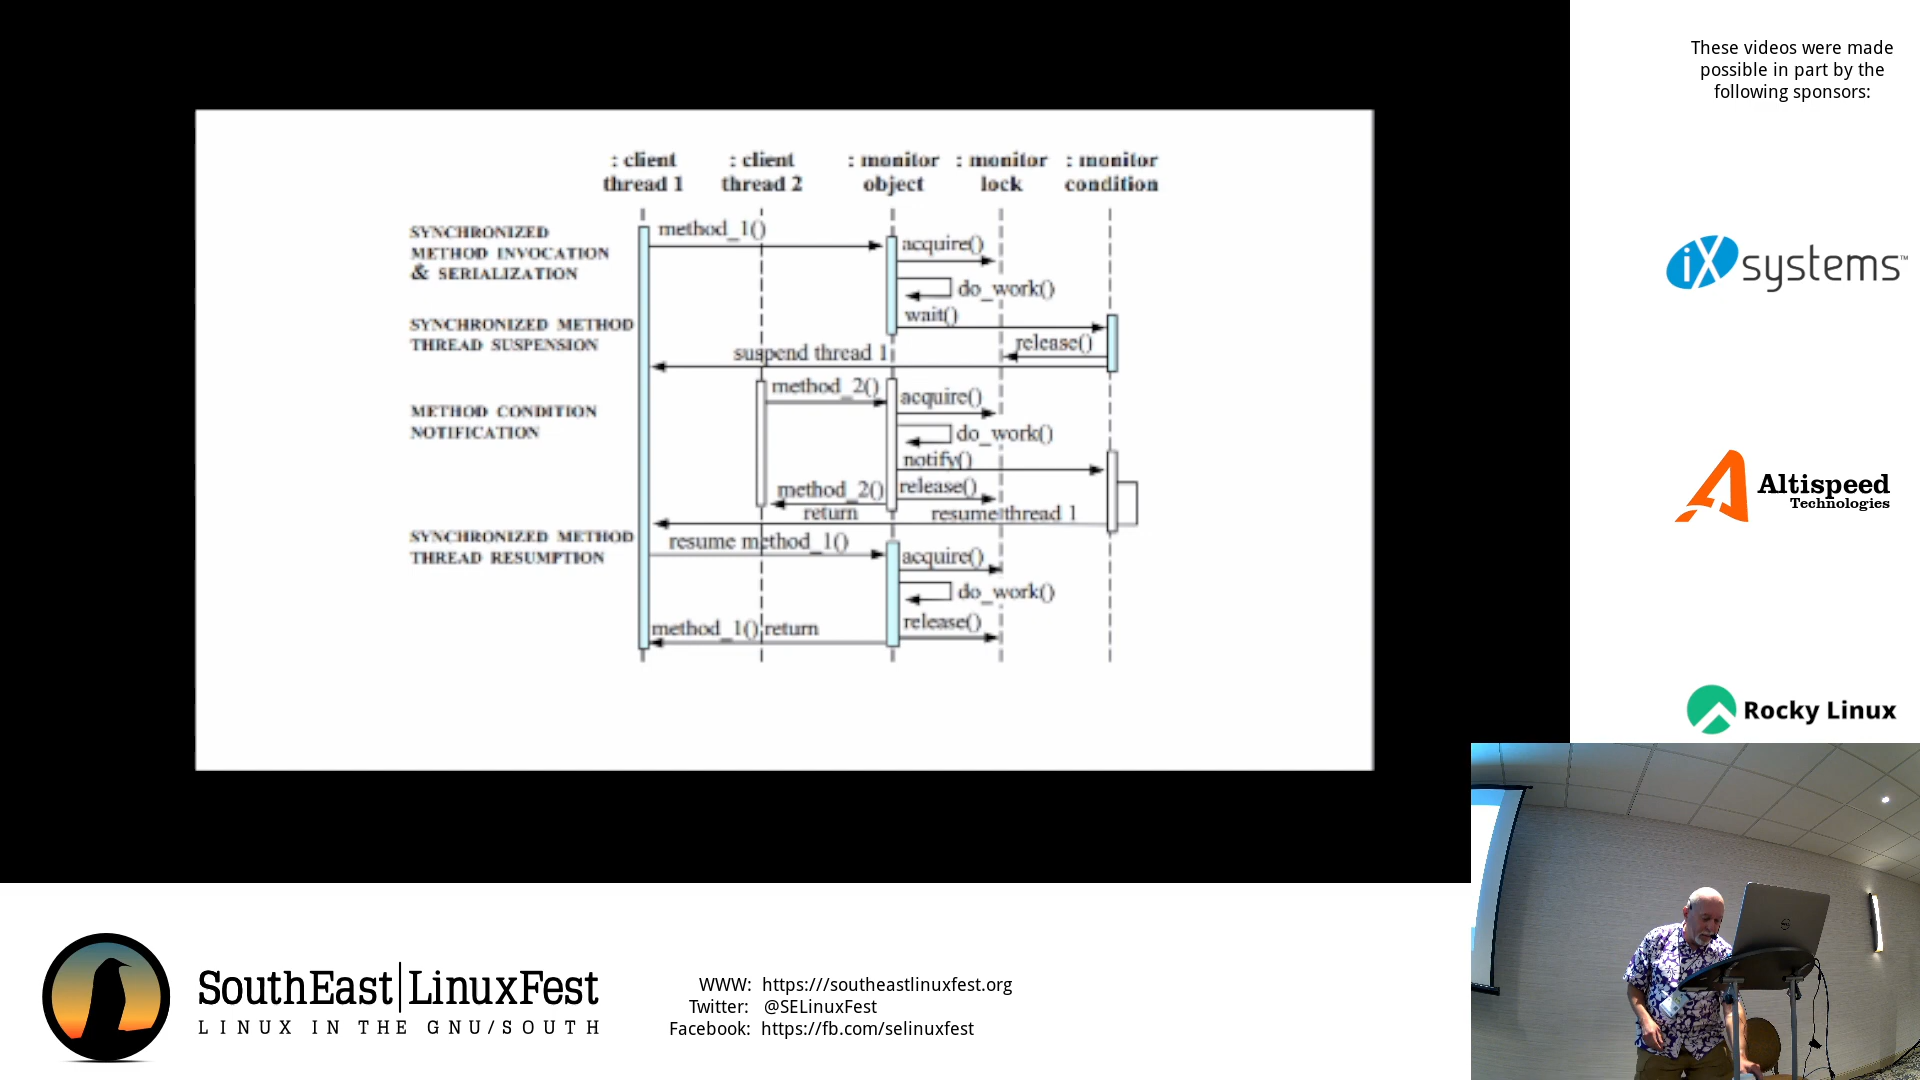 These videos were made
possible in part by the
following sponsors:
: client
thread 1
: client
thread 2
: monitor
object
: monitor
lock
: monitor
condition
SYNCHRONIZED
METHOD INVOCATION
& SERIALIZATION
method_1()
acquire()
do_work()
SYNCHRONIZED METHOD
THREAD SUSPENSION
wait()
release()
suspend thread 1
METHOD CONDITION
NOTIFICATION
method_2()
acquire()
do_work()
notify()
method_2()
return
release()
resume thread 1
SYNCHRONIZED METHOD
THREAD RESUMPTION
resume method_1()
acquire()
do_work()
release()
method_1() return
iX systems™
Altispeed
Technologies
Rocky Linux
SouthEast LinuxFest
LINUX IN THE GNU/SOUTH
WWW: https:///southeastlinuxfest.org
Twitter: @SELinuxFest
Facebook: https://fb.com/selinuxfest